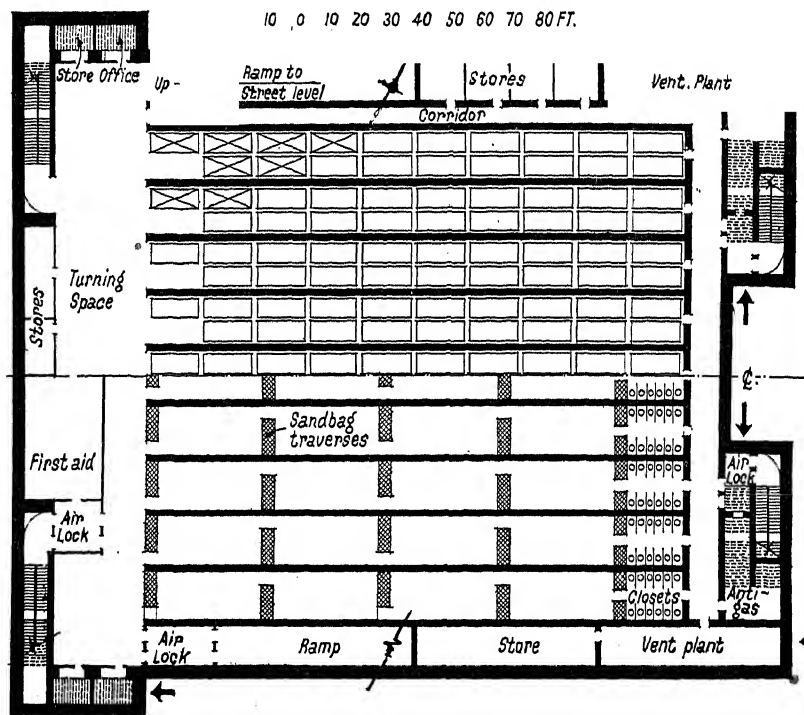 10 0 10 20 30 40 50 60 70 80 FT.
Store Office
Up -
Ramp to
Street level
Stores
Vent. Plant
Corridor
Turning
Space
Stores
℄
Sandbag
traverses
First aid
Air
Lock
Air
Lock
Closets
Anti-
gas
Air
Lock
Ramp
Store
Vent plant